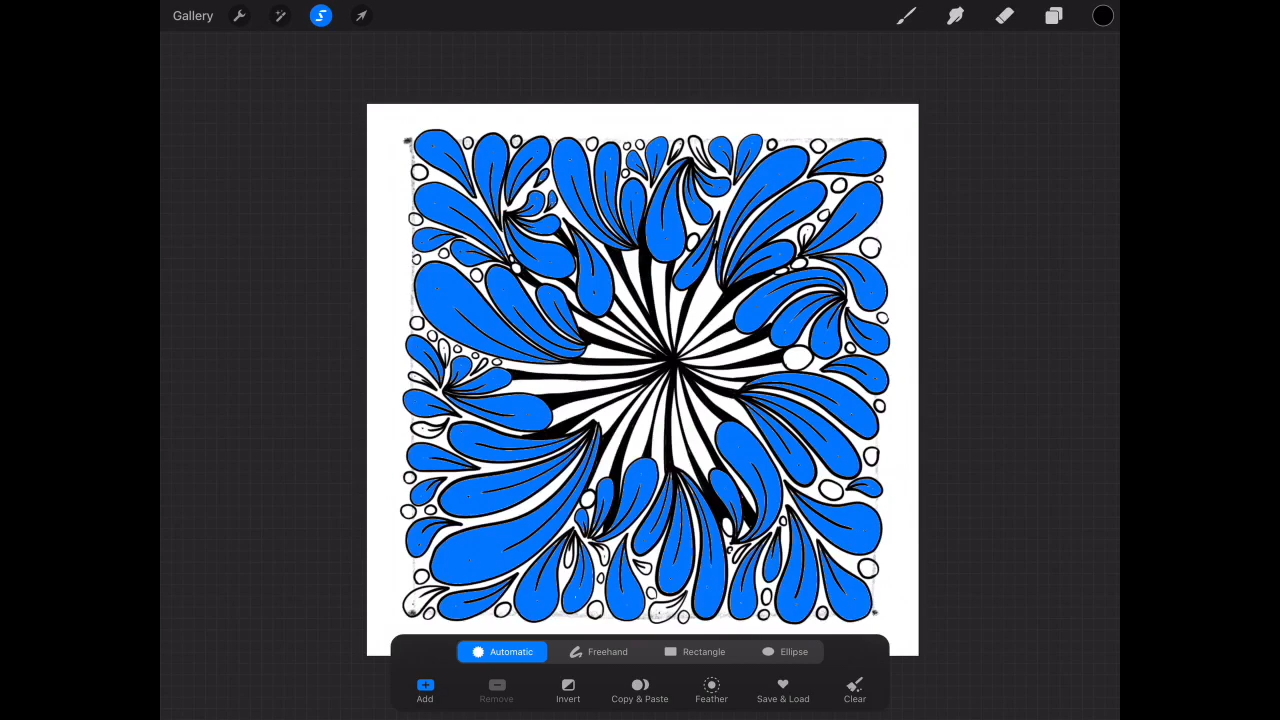 Gallery
Automatic Freehand Rectangle Ellipse
Add Remove Invert Copy & Paste Feather Save & Load Clear